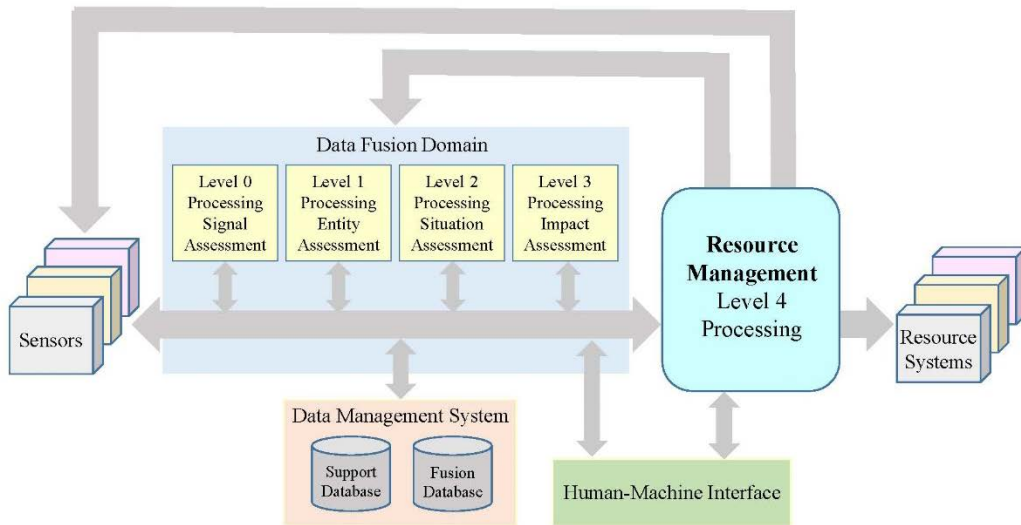 Data Fusion Domain
Level 0
Processing
Signal
Assessment
Level 1
Processing
Entity
Assessment
Level 2
Processing
Situation
Assessment
Level 3
Processing
Impact
Assessment
Resource
Management
Level 4
Processing
Sensors
Resource
Systems
Data Management System
Support
Database
Fusion
Database
Human-Machine Interface